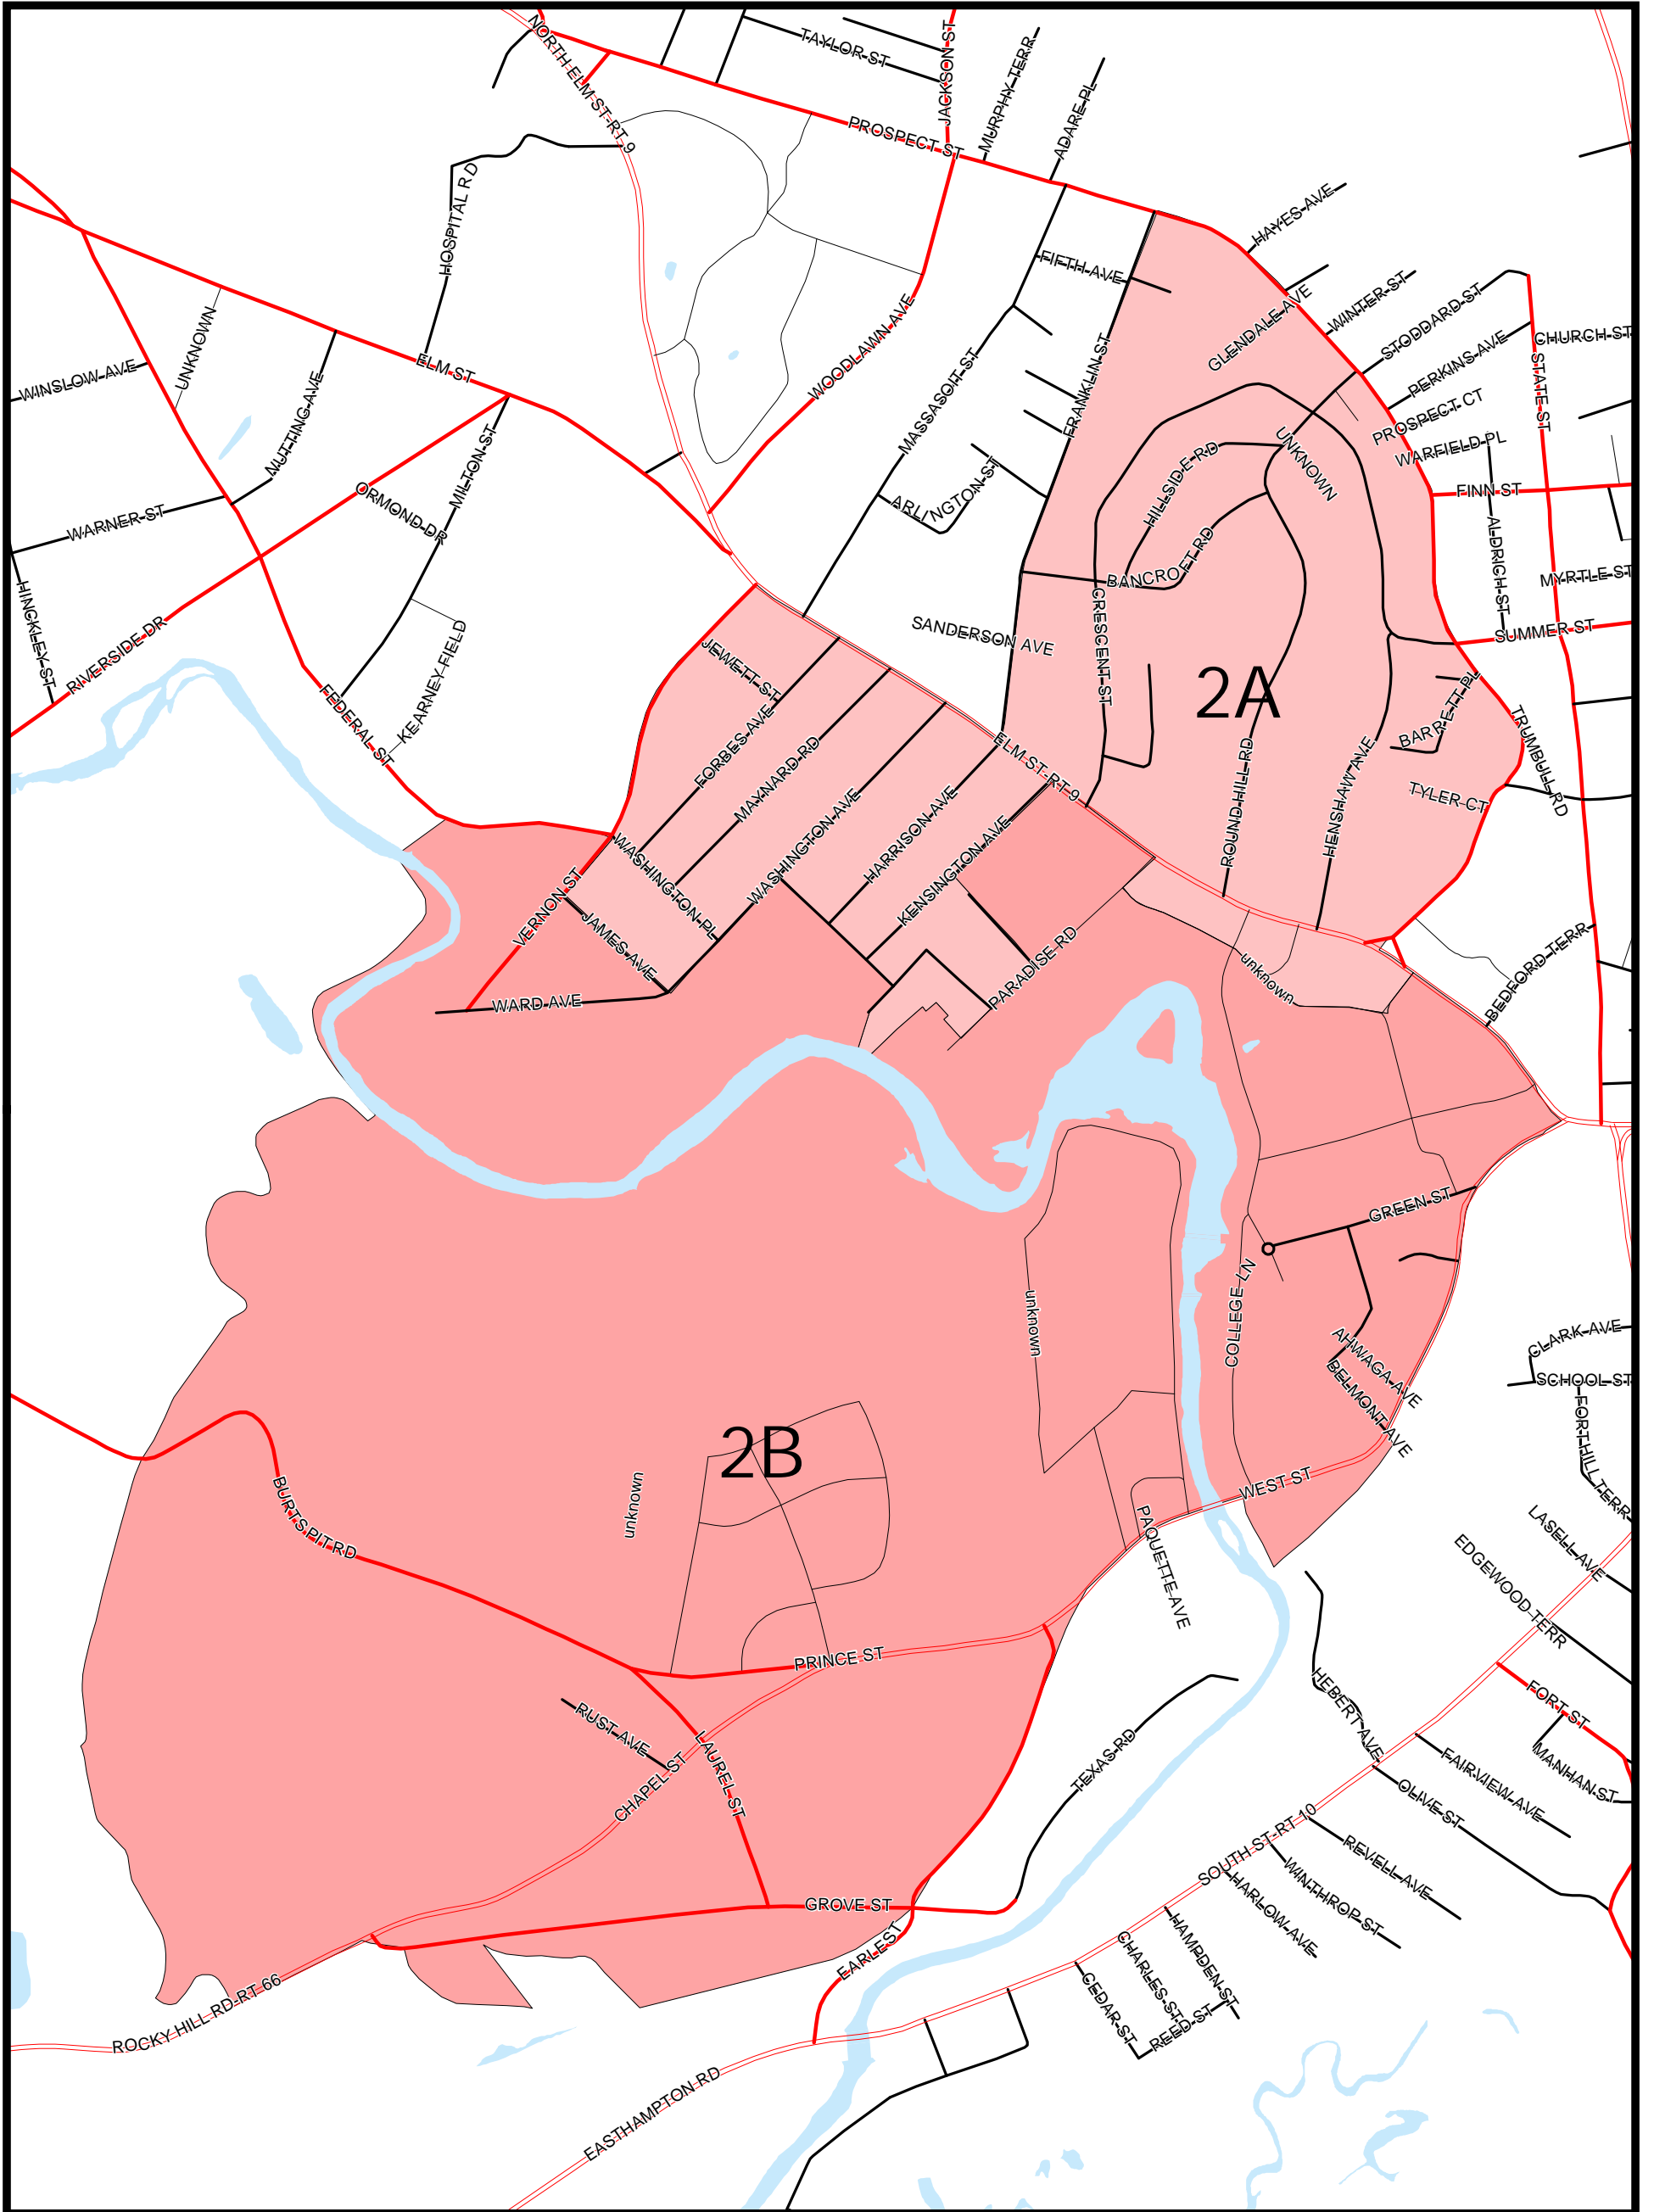 NORTH ELM ST-RT 9
TAYLOR ST
JACKSON ST
MURPHY TERR
ADARE PL
PROSPECT ST
HOSPITAL RD
HAYES AVE
FIFTH AVE
GLENDALE AVE
WINTER ST
STODDARD ST
PERKINS AVE
CHURCH ST
STATE ST
WINSLOW AVE
UNKNOWN
NUTTING AVE
ELM ST
WOODLAWN AVE
MASSASOIT ST
FRANKLIN ST
PROSPECT CT
WARFIELD PL
FINN ST
WARNER ST
ORMOND DR
MILTON ST
ARLINGTON ST
HILLSIDE RD
UNKNOWN
BANCROFT RD
ALDRICH ST
MYRTLE ST
HINCKLEY ST
RIVERSIDE DR
KEARNEY FIELD
FEDERAL ST
JEWETT ST
SANDERSON AVE
CRESCENT ST
SUMMER ST
2A
BARRETT PL
TRUMBULL RD
FORBES AVE
MAYNARD RD
WASHINGTON AVE
HARRISON AVE
KENSINGTON AVE
ELM ST-RT 9
ROUND HILL RD
HENSHAW AVE
TYLER CT
WASHINGTON PL
VERNON ST
JAMES AVE
WARD AVE
PARADISE RD
unknown
BEDFORD TERR
GREEN ST
COLLEGE LN
unknown
AHWAGA AVE
BELMONT AVE
CLARK AVE
SCHOOL ST
FORT HILL TERR
2B
WEST ST
unknown
BURTS PIT RD
PAQUETTE AVE
LASELL AVE
EDGEWOOD TERR
PRINCE ST
RUST AVE
LAUREL ST
CHAPEL ST
TEXAS RD
HEBERT AVE
FORT ST
MANHAN ST
FAIRVIEW AVE
OLIVE ST
SOUTH ST-RT 10
REVELL AVE
WINTHROP ST
HARLOW AVE
GROVE ST
EARLE ST
HAMPDEN ST
CHARLES ST
CEDAR ST
REED ST
ROCKY HILL RD-RT 66
EASTHAMPTON RD